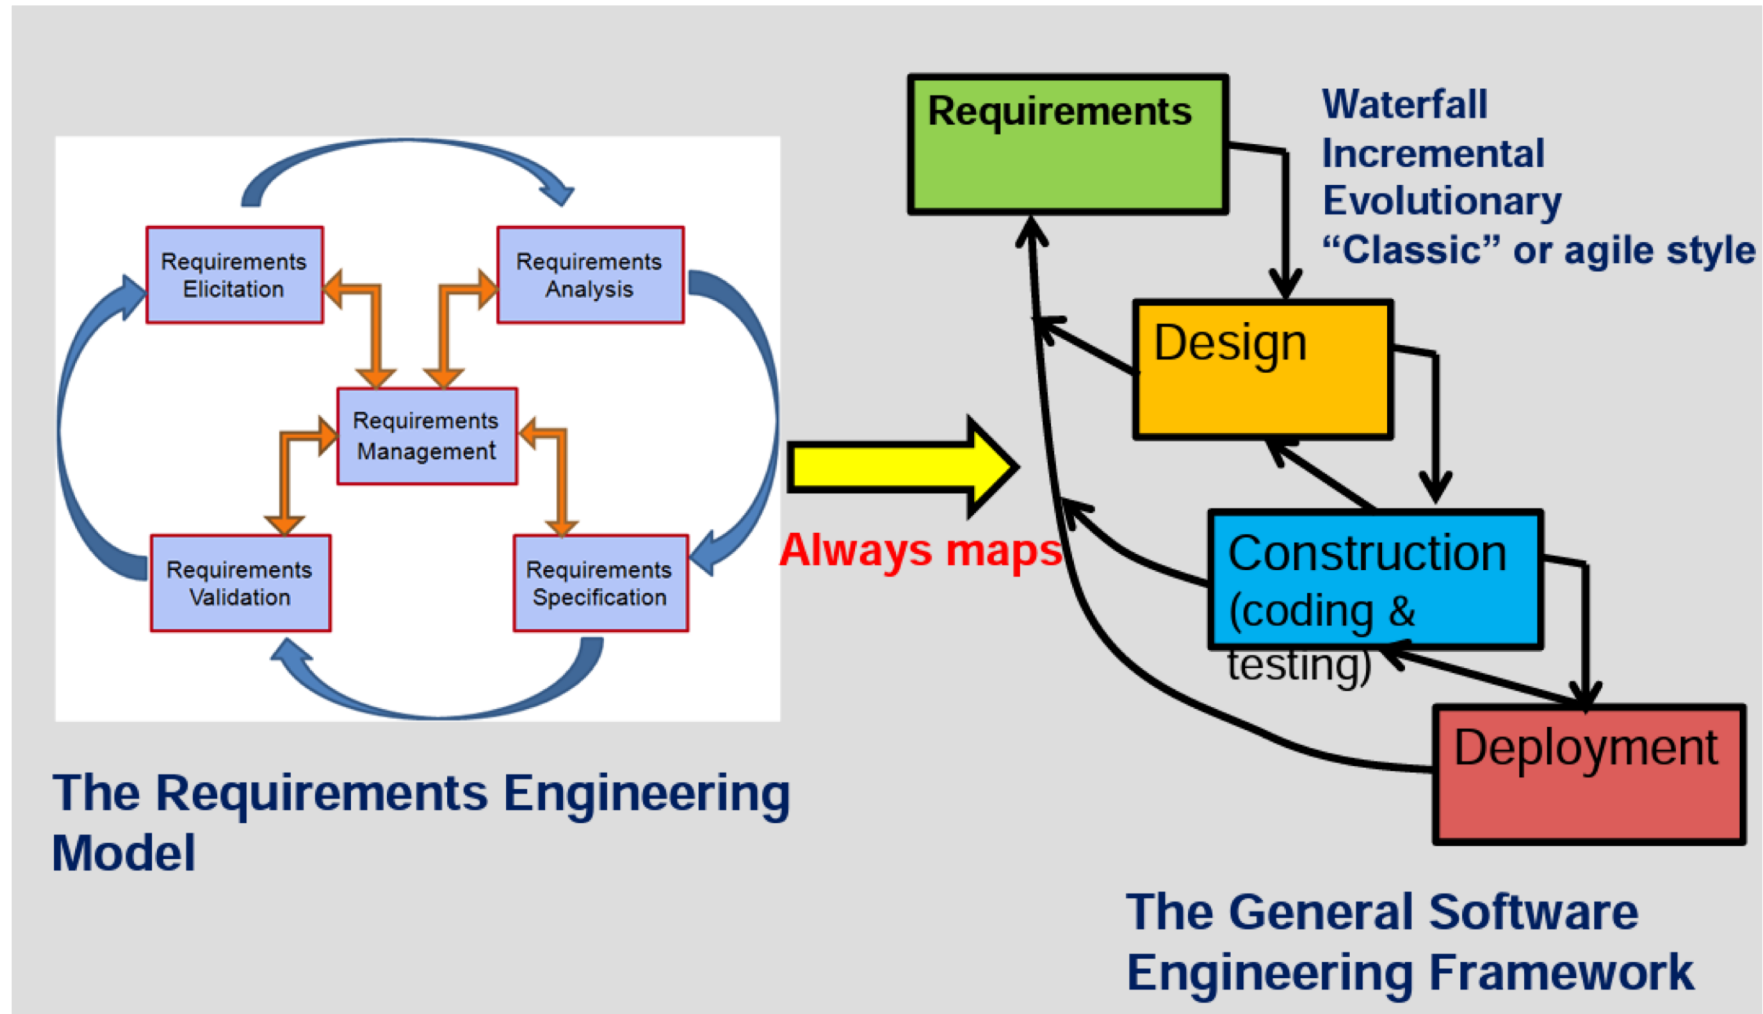 Requirements
Elicitation
Requirements
Analysis
Requirements
Management
Requirements
Validation
Requirements
Specification
The Requirements Engineering
Model
Always maps
Requirements
Waterfall
Incremental
Evolutionary
“Classic” or agile style
Design
Construction
(coding &
testing)
Deployment
The General Software
Engineering Framework